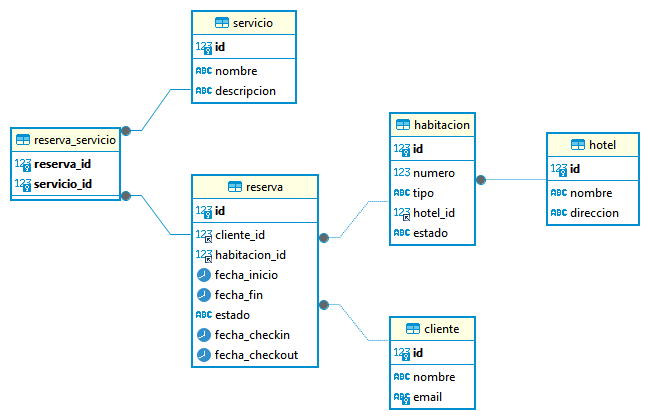 servicio
123 id
ABC nombre
ABC descripcion
reserva_servicio
123 reserva_id
123 servicio_id
reserva
123 id
123 cliente_id
123 habitacion_id
fecha_inicio
fecha_fin
ABC estado
fecha_checkin
fecha_checkout
habitacion
123 id
123 numero
ABC tipo
123 hotel_id
ABC estado
hotel
123 id
ABC nombre
ABC direccion
cliente
123 id
ABC nombre
ABC email